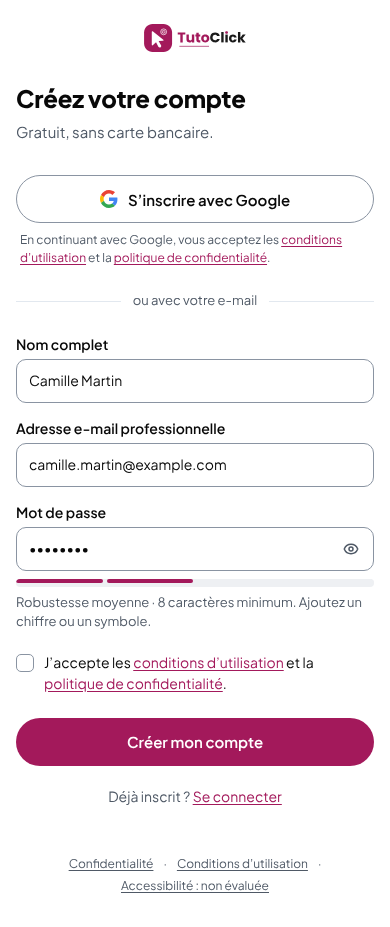 TutoClick
Créez votre compte
Gratuit, sans carte bancaire.
S’inscrire avec Google
En continuant avec Google, vous acceptez les conditions
d’utilisation et la politique de confidentialité.
ou avec votre e-mail
Nom complet
Camille Martin
Adresse e-mail professionnelle
camille.martin@example.com
Mot de passe
••••••••
Robustesse moyenne · 8 caractères minimum. Ajoutez un
chiffre ou un symbole.
J’accepte les conditions d’utilisation et la
politique de confidentialité.
Créer mon compte
Déjà inscrit ? Se connecter
Confidentialité · Conditions d’utilisation ·
Accessibilité : non évaluée